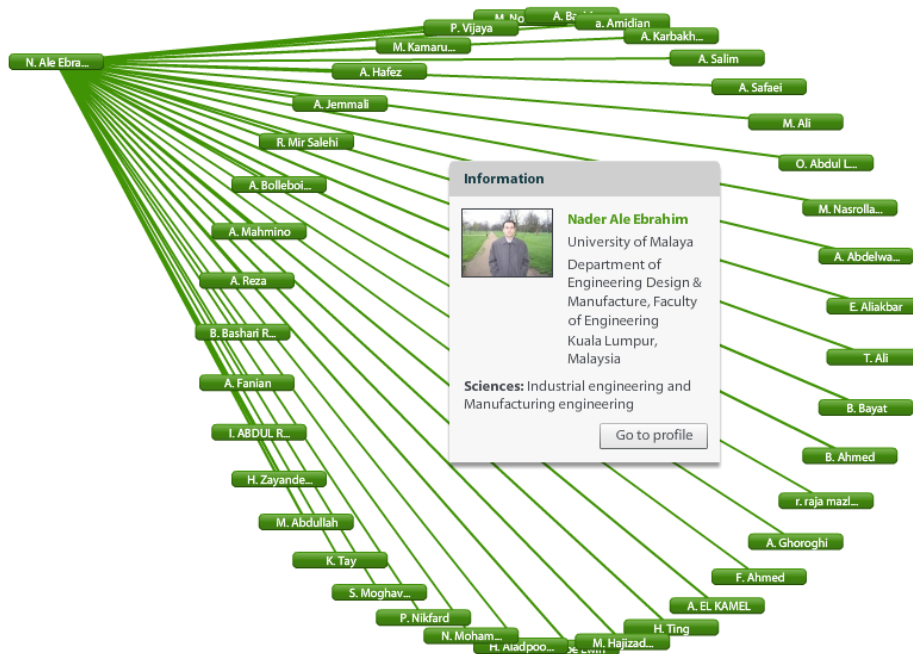 M. No
A. Ba
a. Amidian
P. Vijaya
A. Karbakh...
M. Kamaru...
A. Salim
N. Ale Ebra...
A. Hafez
A. Safaei
A. Jemmali
M. Ali
R. Mir Salehi
O. Abdul L...
A. Bolleboi...
M. Nasrolla...
A. Mahmino
A. Abdelwa...
A. Reza
E. Aliakbar
B. Bashari R...
T. Ali
A. Fanian
B. Bayat
I. ABDUL R...
B. Ahmed
H. Zayande...
r. raja mazl...
M. Abdullah
A. Ghoroghi
K. Tay
F. Ahmed
S. Moghav...
A. EL KAMEL
P. Nikfard
H. Ting
N. Moham...
M. Hajizad...
H. Aladpoo...
Information
Nader Ale Ebrahim
University of Malaya
Department of
Engineering Design &
Manufacture, Faculty
of Engineering
Kuala Lumpur,
Malaysia
Sciences: Industrial engineering and
Manufacturing engineering
Go to profile